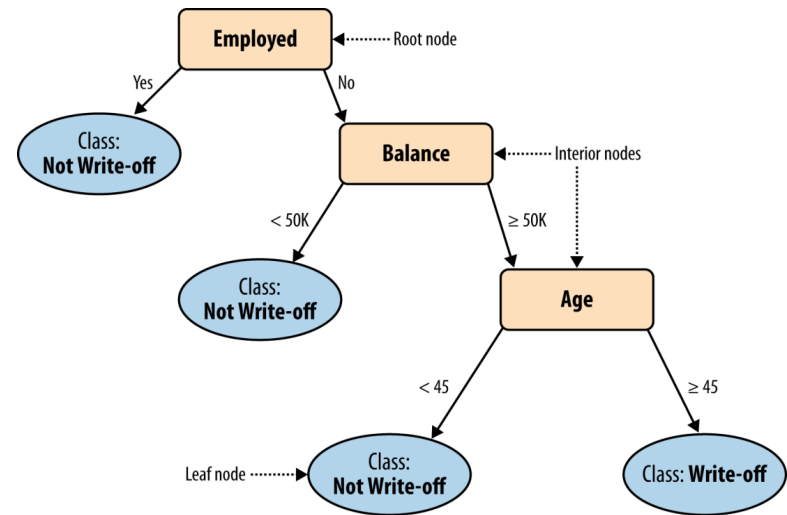 Employed
Root node
Yes
No
Class:
Not Write-off
Balance
Interior nodes
< 50K
≥ 50K
Class:
Not Write-off
Age
< 45
≥ 45
Leaf node
Class:
Not Write-off
Class: Write-off